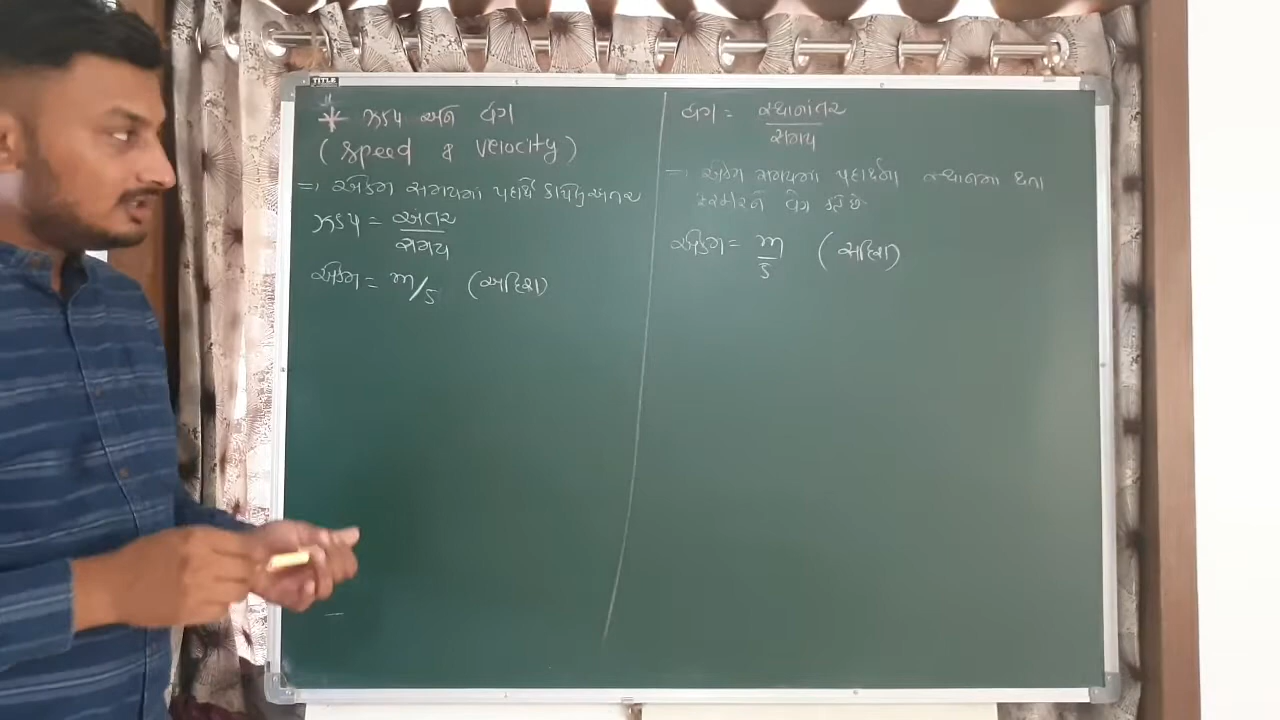 TITLE
* ઝડપ અને વેગ
(Speed & Velocity)
⇒ એકમ સમયમાં પદાર્થે કાપેલુ અંતર
ઝડપ = અંતર / સમય
એકમ = m/s (અદિશ)
વેગ = સ્થાનાંતર / સમય
⇒ એકમ સમયમાં પદાર્થના સ્થાનમા થતા
ફેરફારને વેગ કહે છે
એકમ = m/s (સદિશ)